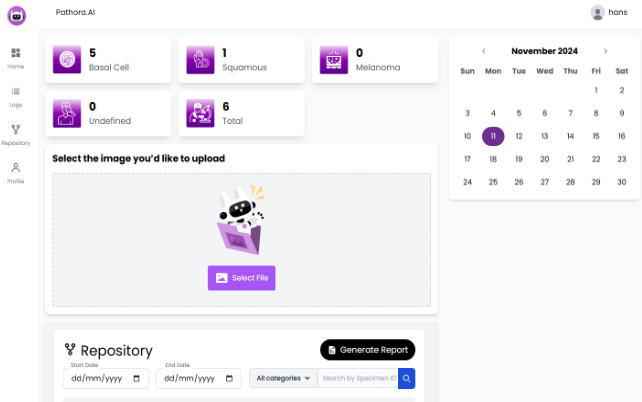 Pathora.AI
hans
Home
Logs
Repository
Profile
5
Basal Cell
1
Squamous
0
Melanoma
0
Undefined
6
Total
November 2024
Sun Mon Tue Wed Thu Fri Sat
1 2
3 4 5 6 7 8 9
10 11 12 13 14 15 16
17 18 19 20 21 22 23
24 25 26 27 28 29 30
Select the image you’d like to upload
Select File
Repository
Generate Report
Start Date
End Date
dd/mm/yyyy
dd/mm/yyyy
All categories
Search by Specimen ID